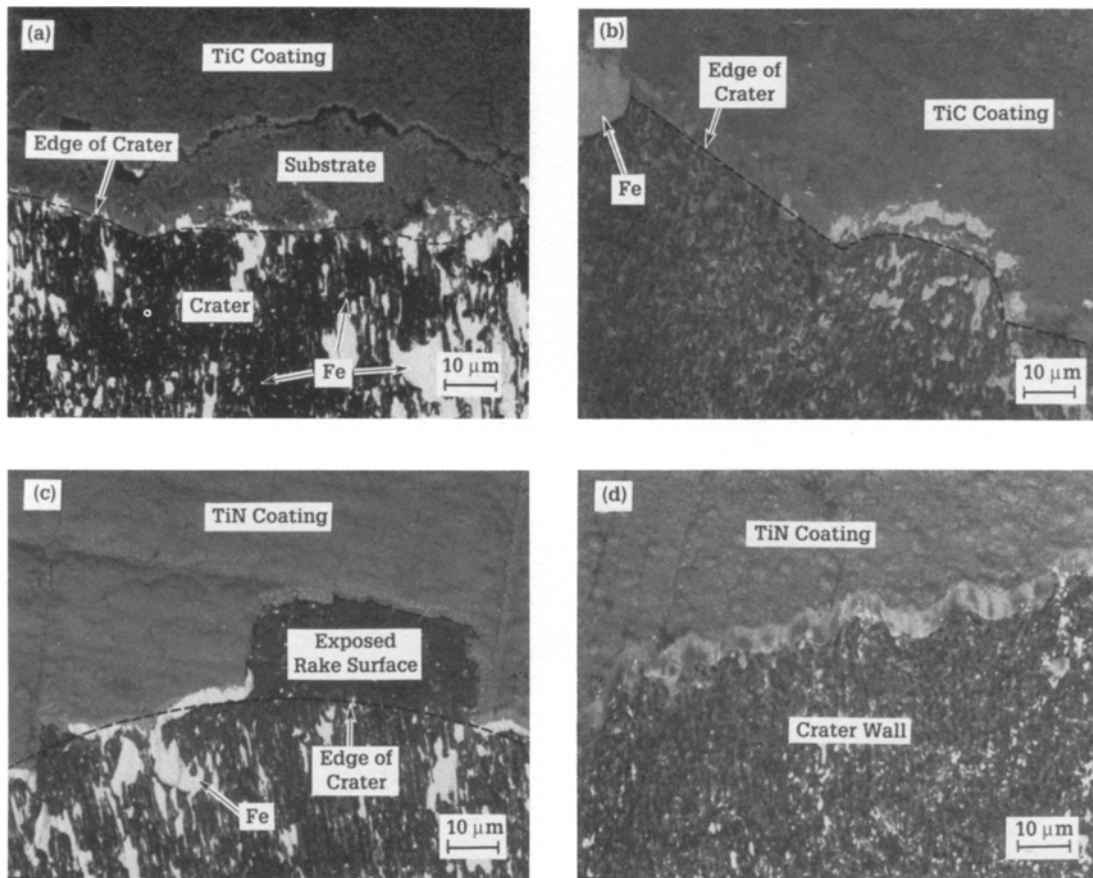 (a)
TiC Coating
Edge of Crater
Substrate
Crater
Fe
10 μm
(b)
Edge of
Crater
TiC Coating
Fe
10 μm
(c)
TiN Coating
Exposed
Rake Surface
Edge of
Crater
Fe
10 μm
(d)
TiN Coating
Crater Wall
10 μm